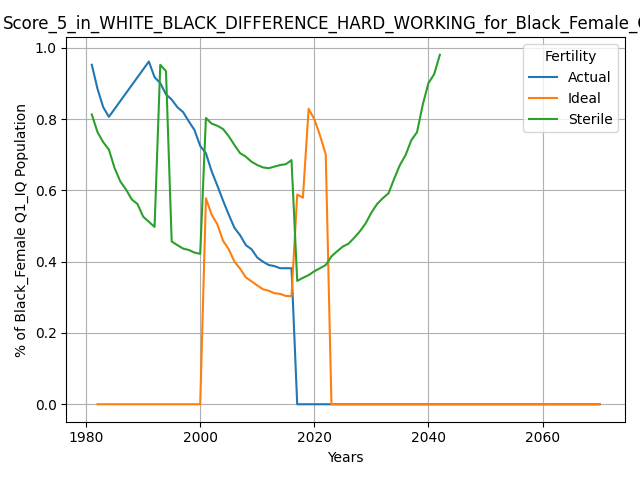 Score_5_in_WHITE_BLACK_DIFFERENCE_HARD_WORKING_for_Black_Female_
Fertility
Actual
Ideal
Sterile
% of Black_Female Q1_IQ Population
1.0
0.8
0.6
0.4
0.2
0.0
1980 2000 2020 2040 2060
Years